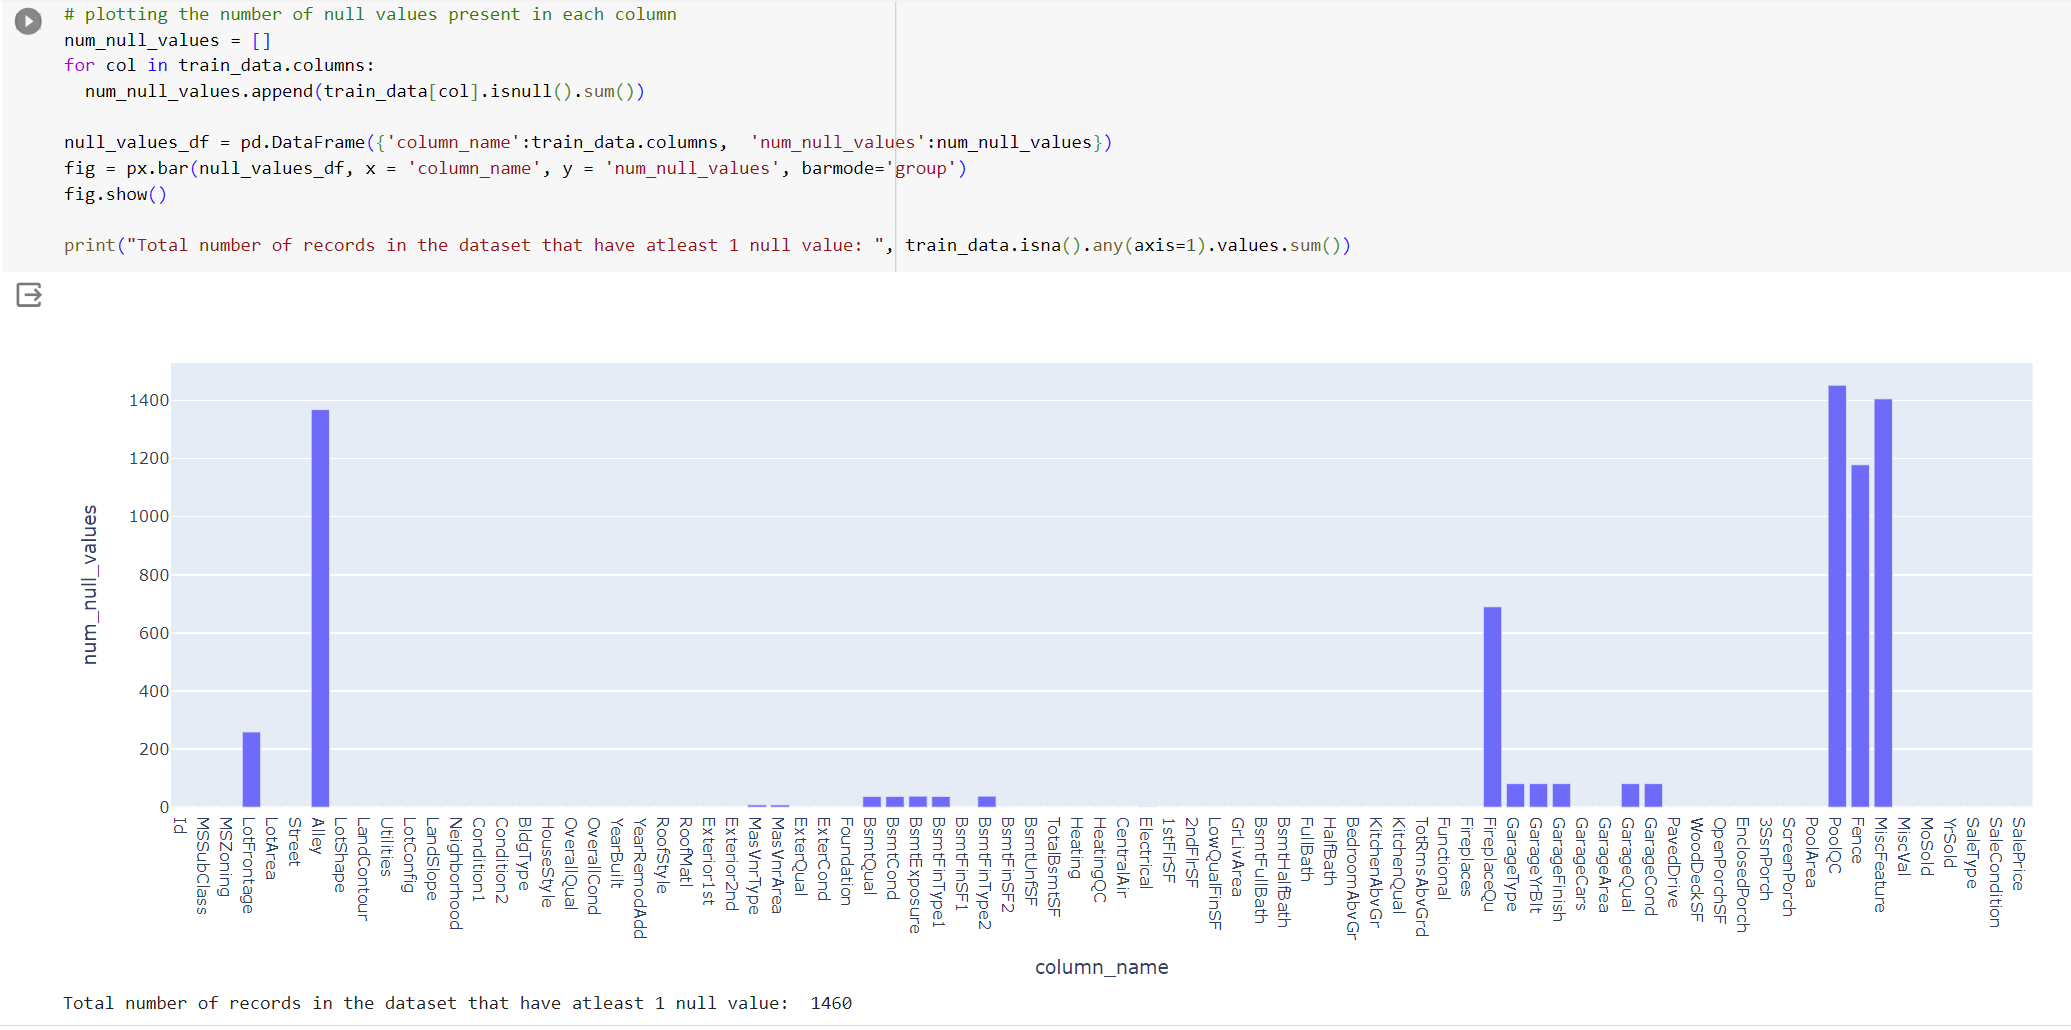 # plotting the number of null values present in each column
num_null_values = []
for col in train_data.columns:
  num_null_values.append(train_data[col].isnull().sum())
null_values_df = pd.DataFrame({'column_name':train_data.columns,  'num_null_values':num_null_values})
fig = px.bar(null_values_df, x = 'column_name', y = 'num_null_values', barmode='group')
fig.show()
print("Total number of records in the dataset that have atleast 1 null value: ", train_data.isna().any(axis=1).values.sum())
num_null_values
1400
1200
1000
800
600
400
200
0
Id
MSSubClass
MSZoning
LotFrontage
LotArea
Street
Alley
LotShape
LandContour
Utilities
LotConfig
LandSlope
Neighborhood
Condition1
Condition2
BldgType
HouseStyle
OverallQual
OverallCond
YearBuilt
YearRemodAdd
RoofStyle
RoofMatl
Exterior1st
Exterior2nd
MasVnrType
MasVnrArea
ExterQual
ExterCond
Foundation
BsmtQual
BsmtCond
BsmtExposure
BsmtFinType1
BsmtFinSF1
BsmtFinType2
BsmtFinSF2
BsmtUnfSF
TotalBsmtSF
Heating
HeatingQC
CentralAir
Electrical
1stFlrSF
2ndFlrSF
LowQualFinSF
GrLivArea
BsmtFullBath
BsmtHalfBath
FullBath
HalfBath
BedroomAbvGr
KitchenAbvGr
KitchenQual
TotRmsAbvGrd
Functional
Fireplaces
FireplaceQu
GarageType
GarageYrBlt
GarageFinish
GarageCars
GarageArea
GarageQual
GarageCond
PavedDrive
WoodDeckSF
OpenPorchSF
EnclosedPorch
3SsnPorch
ScreenPorch
PoolArea
PoolQC
Fence
MiscFeature
MiscVal
MoSold
YrSold
SaleType
SaleCondition
SalePrice
column_name
Total number of records in the dataset that have atleast 1 null value:  1460